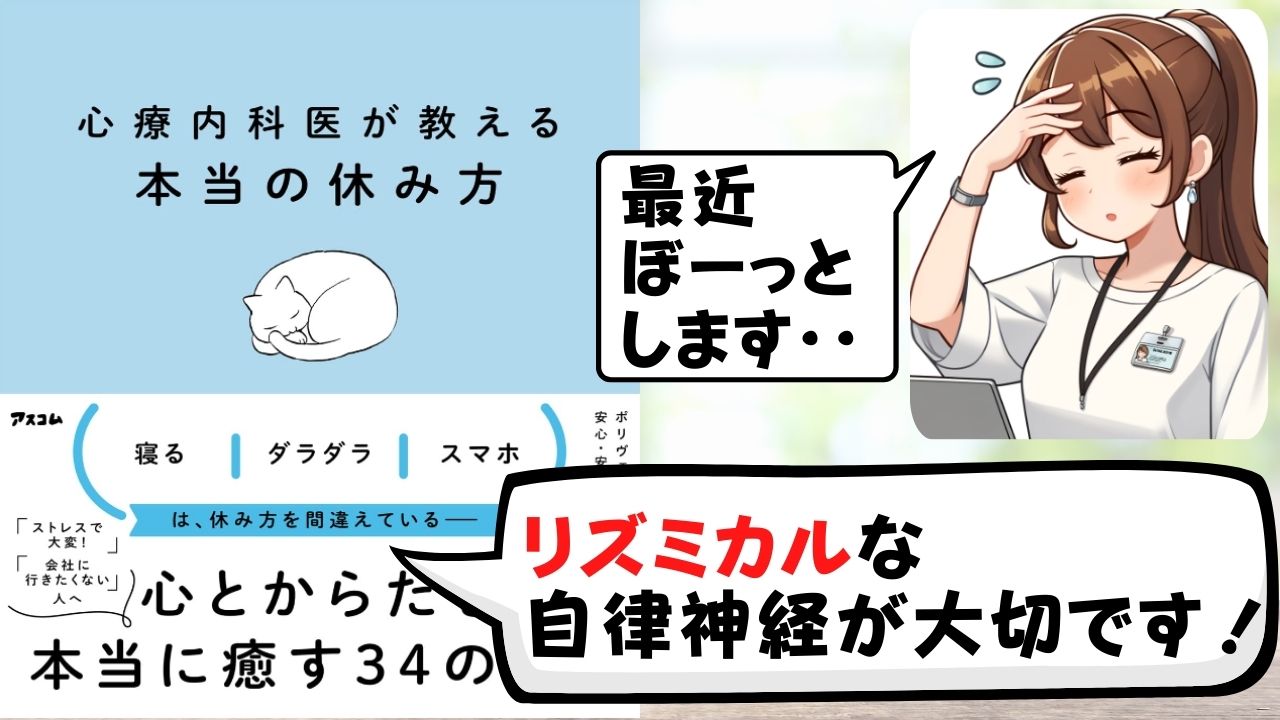 心療内科医が教える
本当の休み方
アスコム
寝る | ダラダラ | スマホ
は、休み方を間違えている──
「ストレスで
大変!」
「会社に
行きたくない」
人へ
ポリヴ
安心・安
心とからだ
本当に癒す34の
最近
ぼーっと
します‥
リズミカルな
自律神経が大切です!